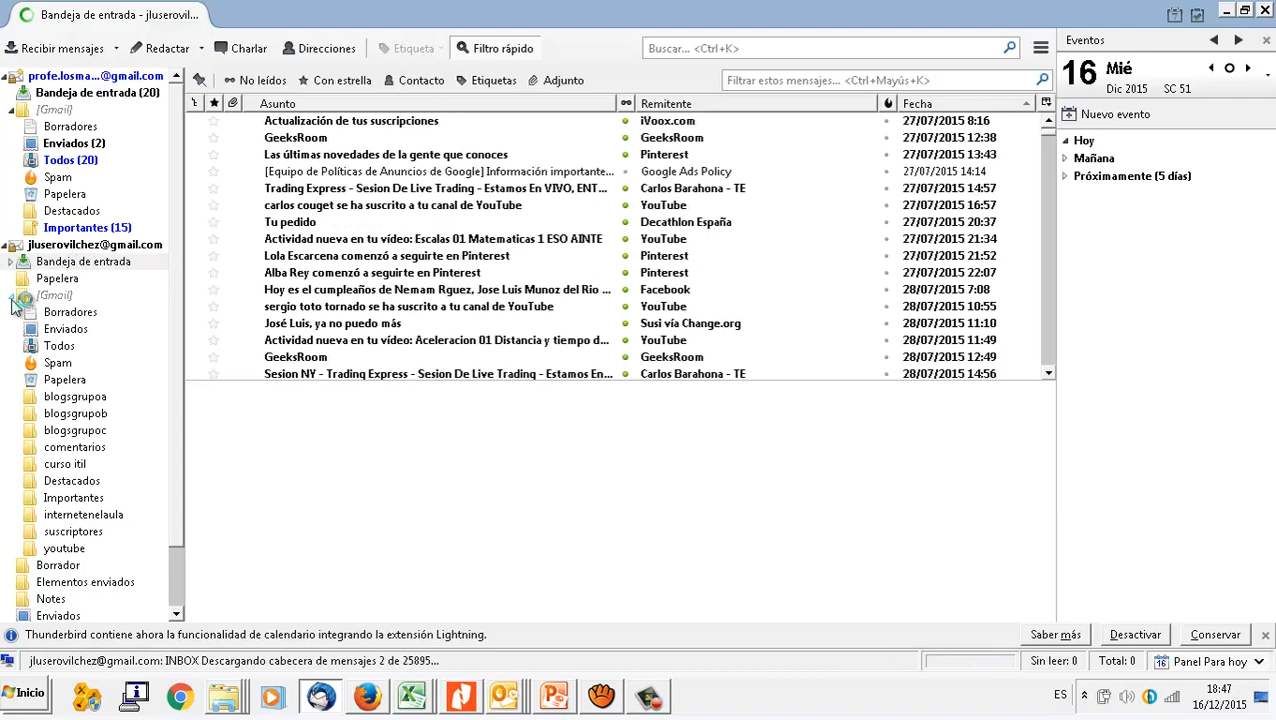 Bandeja de entrada - jluserovil...
Recibir mensajes
Redactar
Charlar
Direcciones
Etiqueta
Filtro rápido
Buscar... <Ctrl+K>
Eventos
profe.losma...@gmail.com
Bandeja de entrada (20)
[Gmail]
Borradores
Enviados (2)
Todos (20)
Spam
Papelera
Destacados
Importantes (15)
jluserovilchez@gmail.com
Bandeja de entrada
Papelera
[Gmail]
Borradores
Enviados
Todos
Spam
Papelera
blogsgrupoa
blogsgrupob
blogsgrupoc
comentarios
curso itil
Destacados
Importantes
internetenelaula
suscriptores
youtube
Borrador
Elementos enviados
Notes
Enviados
No leídos
Con estrella
Contacto
Etiquetas
Adjunto
Filtrar estos mensajes... <Ctrl+Mayús+K>
Asunto Remitente Fecha
Actualización de tus suscripciones iVoox.com 27/07/2015 8:16
GeeksRoom GeeksRoom 27/07/2015 12:38
Las últimas novedades de la gente que conoces Pinterest 27/07/2015 13:43
[Equipo de Políticas de Anuncios de Google] Información importante... Google Ads Policy 27/07/2015 14:14
Trading Express - Sesion De Live Trading - Estamos En VIVO, ENT... Carlos Barahona - TE 27/07/2015 14:57
carlos couget se ha suscrito a tu canal de YouTube YouTube 27/07/2015 16:57
Tu pedido Decathlon España 27/07/2015 20:37
Actividad nueva en tu vídeo: Escalas 01 Matematicas 1 ESO AINTE YouTube 27/07/2015 21:34
Lola Escarcena comenzó a seguirte en Pinterest Pinterest 27/07/2015 21:52
Alba Rey comenzó a seguirte en Pinterest Pinterest 27/07/2015 22:07
Hoy es el cumpleaños de Nemam Rguez, Jose Luis Munoz del Rio ... Facebook 28/07/2015 7:08
sergio toto tornado se ha suscrito a tu canal de YouTube YouTube 28/07/2015 10:55
José Luis, ya no puedo más Susi vía Change.org 28/07/2015 11:10
Actividad nueva en tu vídeo: Aceleracion 01 Distancia y tiempo d... YouTube 28/07/2015 11:49
GeeksRoom GeeksRoom 28/07/2015 12:49
Sesion NY - Trading Express - Sesion De Live Trading - Estamos En... Carlos Barahona - TE 28/07/2015 14:56
16 Mié
Dic 2015 SC 51
Nuevo evento
Hoy
Mañana
Próximamente (5 días)
Thunderbird contiene ahora la funcionalidad de calendario integrando la extensión Lightning.
Saber más
Desactivar
Conservar
jluserovilchez@gmail.com: INBOX Descargando cabecera de mensajes 2 de 25895...
Sin leer: 0
Total: 0
16 Panel Para hoy
Inicio
ES
18:47
16/12/2015